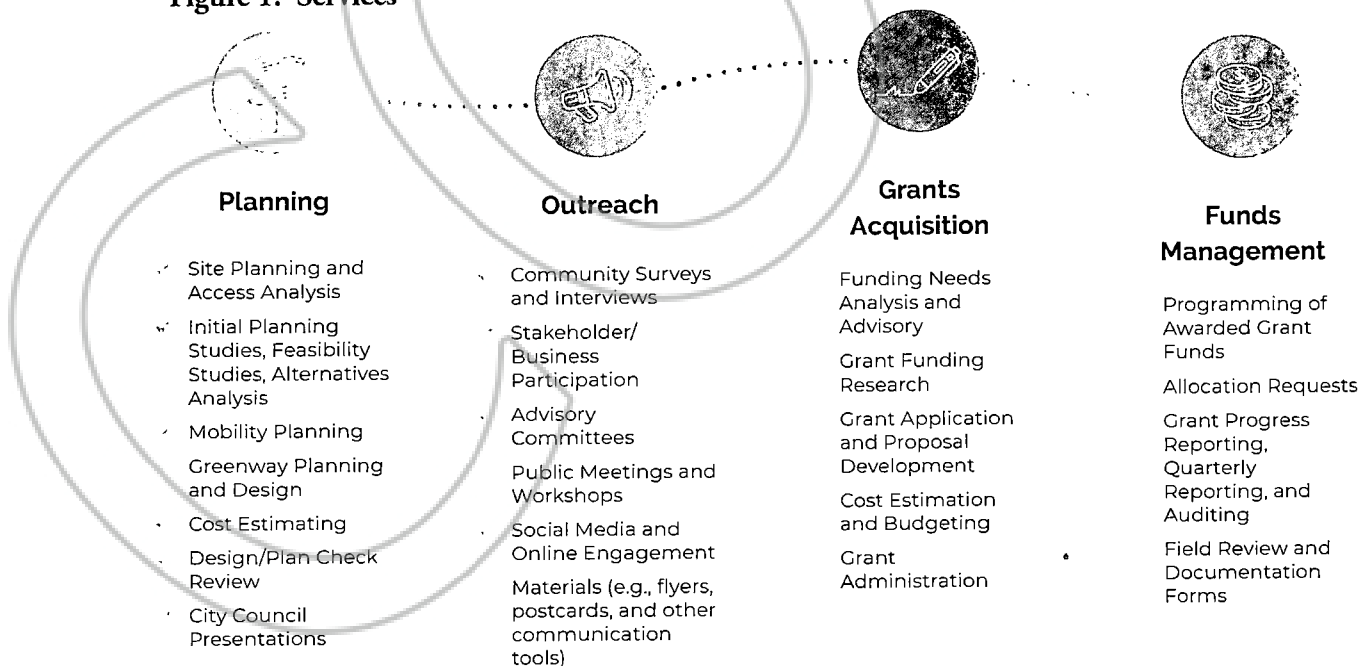 Figure 1: Services
Planning
Site Planning and
Access Analysis
Initial Planning
Studies, Feasibility
Studies, Alternatives
Analysis
Mobility Planning
Greenway Planning
and Design
Cost Estimating
Design/Plan Check
Review
City Council
Presentations
Outreach
Community Surveys
and Interviews
Stakeholder/
Business
Participation
Advisory
Committees
Public Meetings and
Workshops
Social Media and
Online Engagement
Materials (e.g., flyers,
postcards, and other
communication
tools)
Grants
Acquisition
Funding Needs
Analysis and
Advisory
Grant Funding
Research
Grant Application
and Proposal
Development
Cost Estimation
and Budgeting
Grant
Administration
Funds
Management
Programming of
Awarded Grant
Funds
Allocation Requests
Grant Progress
Reporting,
Quarterly
Reporting, and
Auditing
Field Review and
Documentation
Forms